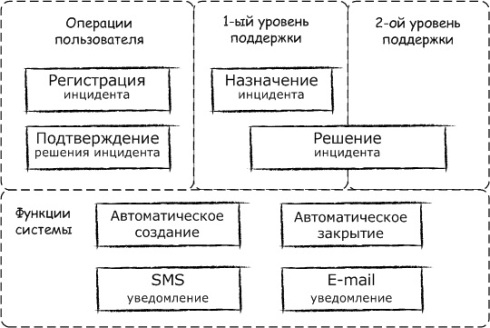 Операции
пользователя
1-ый уровень
поддержки
2-ой уровень
поддержки
Регистрация
инцидента
Назначение
инцидента
Подтверждение
решения инцидента
Решение
инцидента
Функции
системы
Автоматическое
создание
Автоматическое
закрытие
SMS
уведомление
E-mail
уведомление